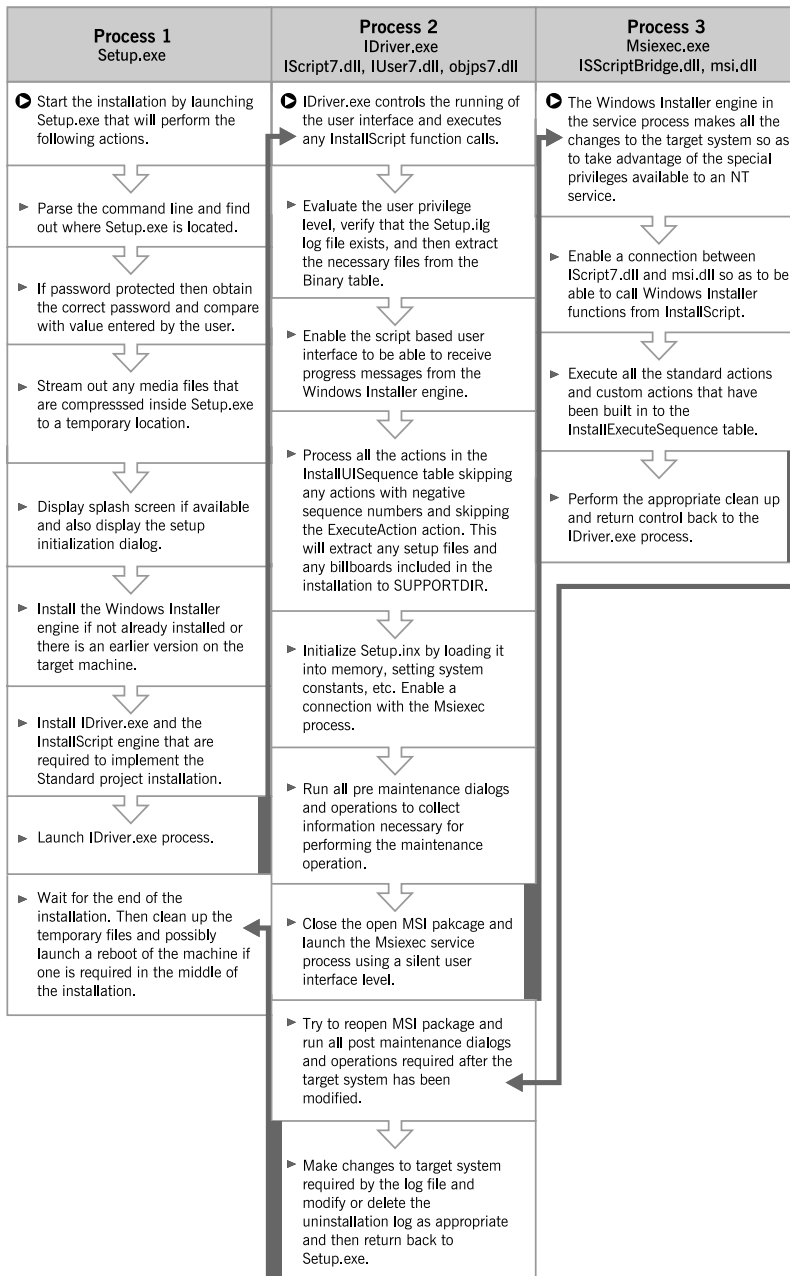 Process 1
Setup.exe
Start the installation by launching
Setup.exe that will perform the
following actions.
Parse the command line and find
out where Setup.exe is located.
If password protected then obtain
the correct password and compare
with value entered by the user.
Stream out any media files that
are compresssed inside Setup.exe
to a temporary location.
Display splash screen if available
and also display the setup
initialization dialog.
Install the Windows Installer
engine if not already installed or
there is an earlier version on the
target machine.
Install IDriver.exe and the
InstallScript engine that are
required to implement the
Standard project installation.
Launch IDriver.exe process.
Wait for the end of the
installation. Then clean up the
temporary files and possibly
launch a reboot of the machine if
one is required in the middle of
the installation.
Process 2
IDriver.exe
IScript7.dll, IUser7.dll, objps7.dll
IDriver.exe controls the running of
the user interface and executes
any InstallScript function calls.
Evaluate the user privilege
level, verify that the Setup.ilg
log file exists, and then extract
the necessary files from the
Binary table.
Enable the script based user
interface to be able to receive
progress messages from the
Windows Installer engine.
Process all the actions in the
InstallUISequence table skipping
any actions with negative
sequence numbers and skipping
the ExecuteAction action. This
will extract any setup files and
any billboards included in the
installation to SUPPORTDIR.
Initialize Setup.inx by loading it
into memory, setting system
constants, etc. Enable a
connection with the Msiexec
process.
Run all pre maintenance dialogs
and operations to collect
information necessary for
performing the maintenance
operation.
Close the open MSI pakcage and
launch the Msiexec service
process using a silent user
interface level.
Try to reopen MSI package and
run all post maintenance dialogs
and operations required after the
target system has been
modified.
Make changes to target system
required by the log file and
modify or delete the
uninstallation log as appropriate
and then return back to
Setup.exe.
Process 3
Msiexec.exe
ISScriptBridge.dll, msi.dll
The Windows Installer engine in
the service process makes all the
changes to the target system so as
to take advantage of the special
privileges available to an NT
service.
Enable a connection between
IScript7.dll and msi.dll so as to be
able to call Windows Installer
functions from InstallScript.
Execute all the standard actions
and custom actions that have
been built in to the
InstallExecuteSequence table.
Perform the appropriate clean up
and return control back to the
IDriver.exe process.